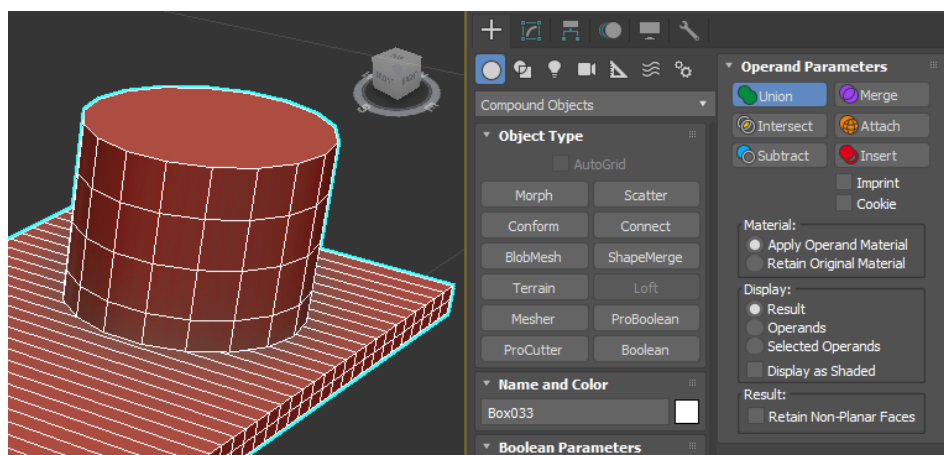 Compound Objects
Object Type
AutoGrid
Morph Scatter
Conform Connect
BlobMesh ShapeMerge
Terrain Loft
Mesher ProBoolean
ProCutter Boolean
Name and Color
Box033
Boolean Parameters
Operand Parameters
Union Merge
Intersect Attach
Subtract Insert
Imprint
Cookie
Material:
Apply Operand Material
Retain Original Material
Display:
Result
Operands
Selected Operands
Display as Shaded
Result:
Retain Non-Planar Faces